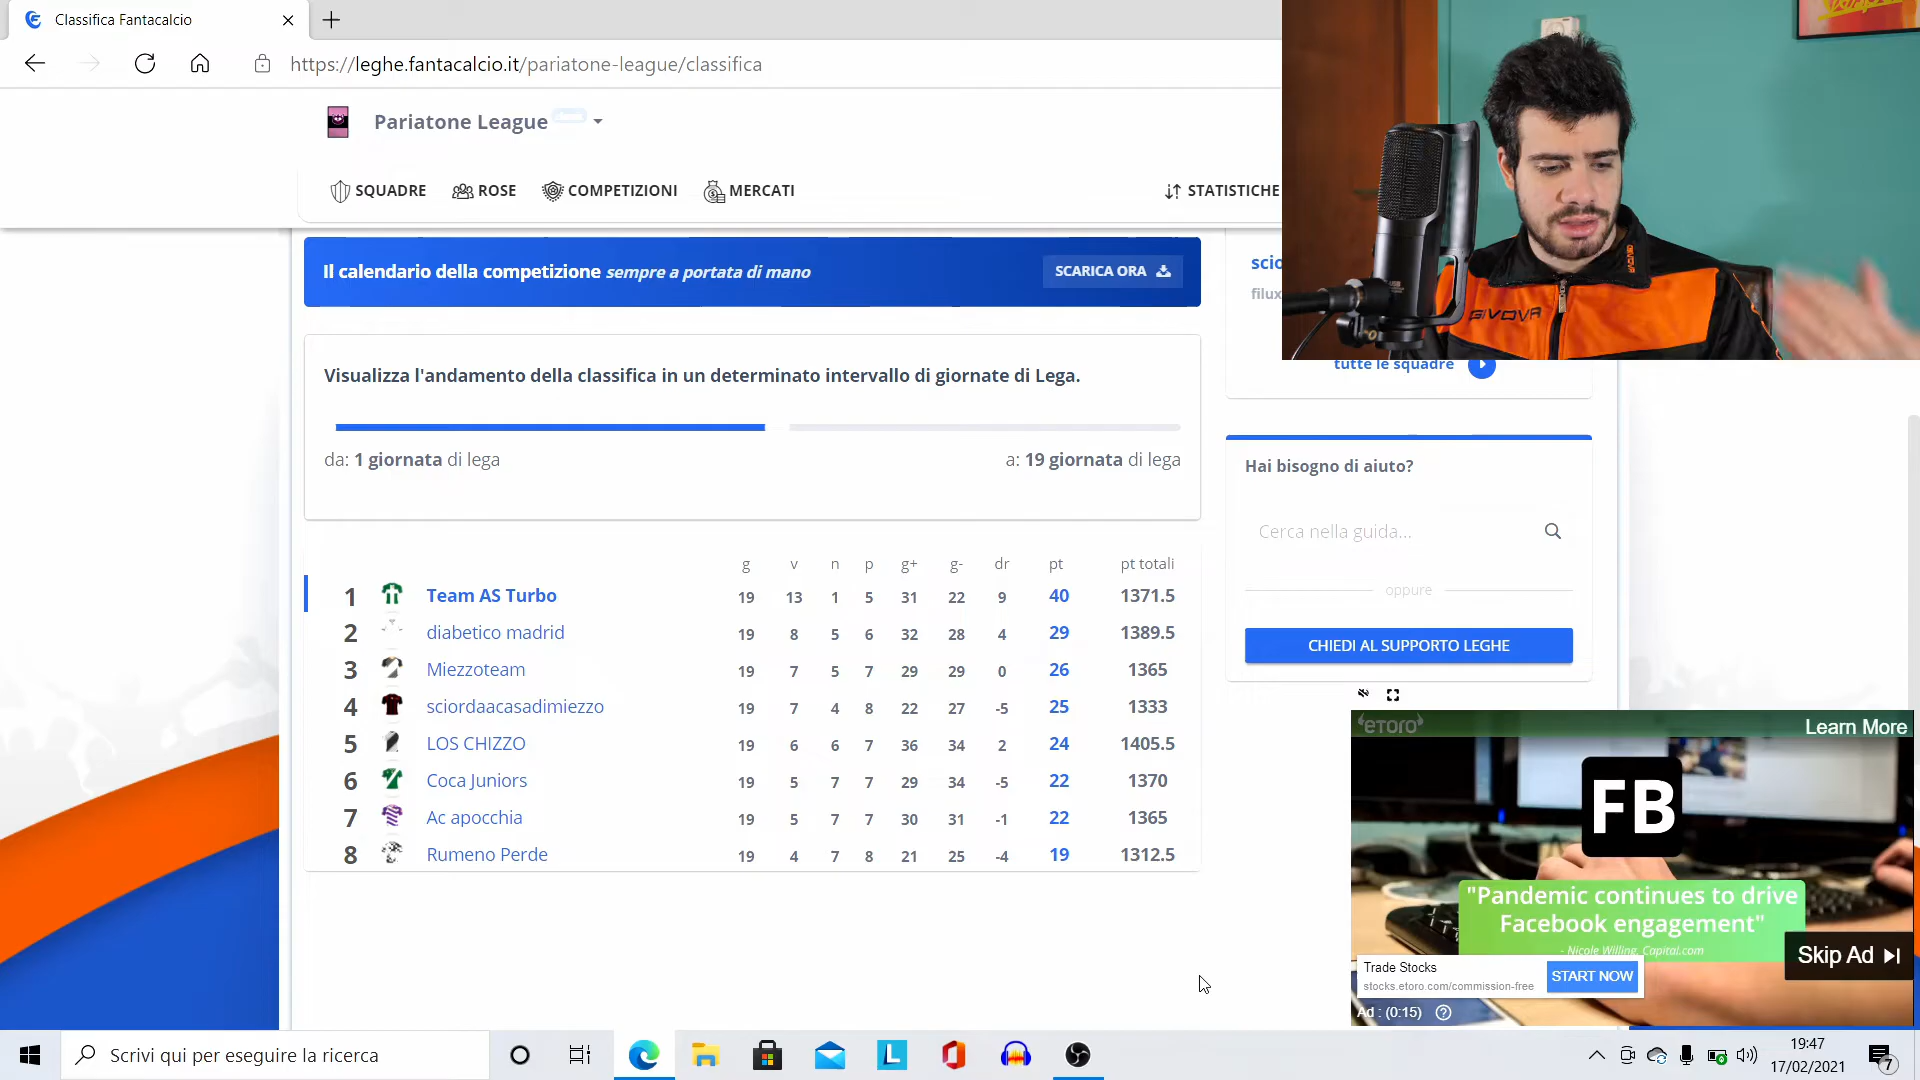 Classifica Fantacalcio
https://leghe.fantacalcio.it/pariatone-league/classifica
Pariatone League
SQUADRE ROSE COMPETIZIONI MERCATI STATISTICHE
Il calendario della competizione sempre a portata di mano
SCARICA ORA
scio
filux
GIVOVA
GIVOVA
tutte le squadre
Visualizza l'andamento della classifica in un determinato intervallo di giornate di Lega.
da: 1 giornata di lega
a: 19 giornata di lega
Hai bisogno di aiuto?
Cerca nella guida...
oppure
CHIEDI AL SUPPORTO LEGHE
g v n p g+ g- dr pt pt totali
1 Team AS Turbo 19 13 1 5 31 22 9 40 1371.5
2 diabetico madrid 19 8 5 6 32 28 4 29 1389.5
3 Miezzoteam 19 7 5 7 29 29 0 26 1365
4 sciordaacasadimiezzo 19 7 4 8 22 27 -5 25 1333
5 LOS CHIZZO 19 6 6 7 36 34 2 24 1405.5
6 Coca Juniors 19 5 7 7 29 34 -5 22 1370
7 Ac apocchia 19 5 7 7 30 31 -1 22 1365
8 Rumeno Perde 19 4 7 8 21 25 -4 19 1312.5
eToro
Learn More
FB
"Pandemic continues to drive
Facebook engagement"
- Nicole Willing, Capital.com
Skip Ad
Trade Stocks
stocks.etoro.com/commission-free
START NOW
Ad : (0:15)
Scrivi qui per eseguire la ricerca
L
19:47
17/02/2021
7